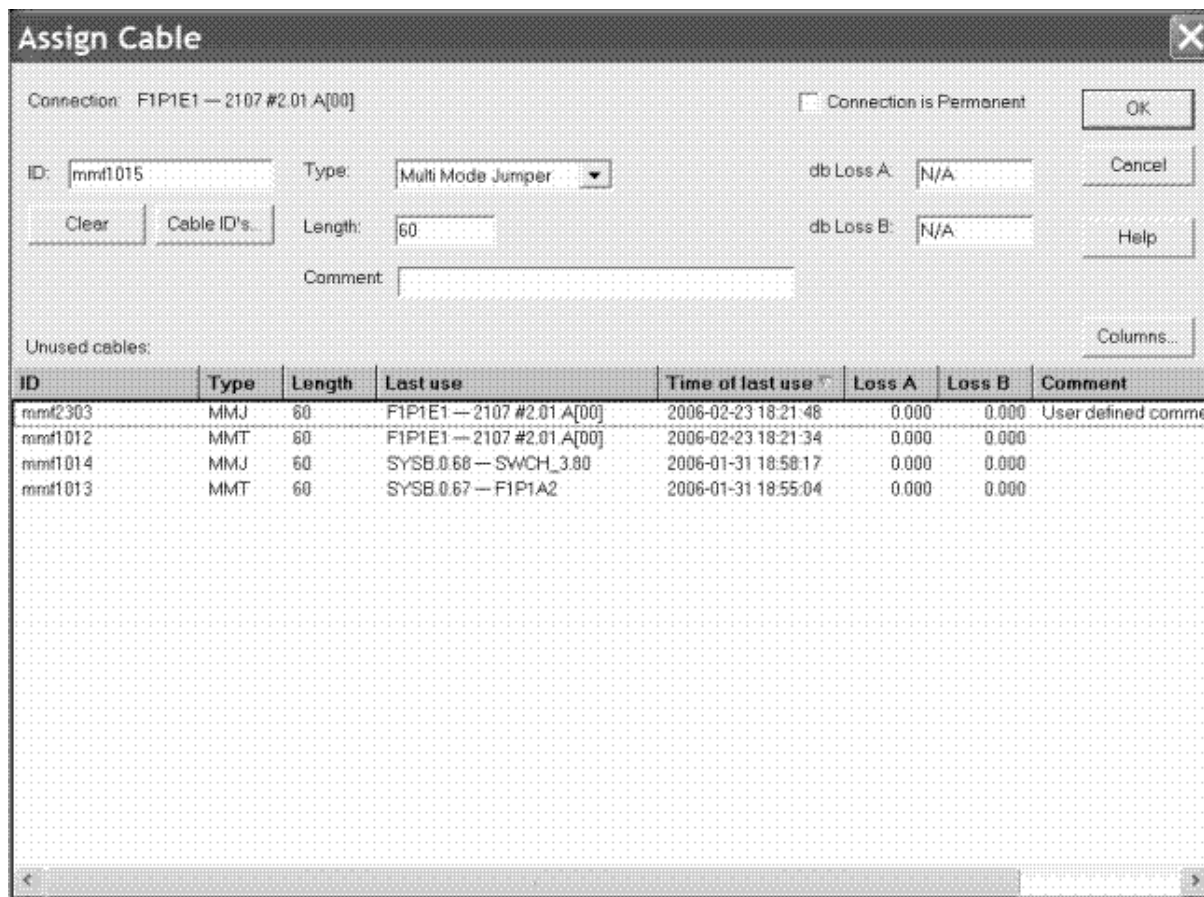 Assign Cable
Connection: F1P1E1 — 2107 #2.01.A[00]
Connection is Permanent
OK
ID: mmf1015
Type: Multi Mode Jumper
db Loss A: N/A
Cancel
Clear
Cable ID's...
Length: 60
db Loss B: N/A
Help
Comment:
Columns...
Unused cables:
ID Type Length Last use Time of last use Loss A Loss B Comment
mmf2303 MMJ 60 F1P1E1 — 2107 #2.01.A[00] 2006-02-23 18:21:48 0.000 0.000 User defined comme
mmf1012 MMT 60 F1P1E1 — 2107 #2.01.A[00] 2006-02-23 18:21:34 0.000 0.000
mmf1014 MMJ 60 SYSB.0.68 — SWCH_3.80 2006-01-31 18:58:17 0.000 0.000
mmf1013 MMT 60 SYSB.0.67 — F1P1A2 2006-01-31 18:55:04 0.000 0.000